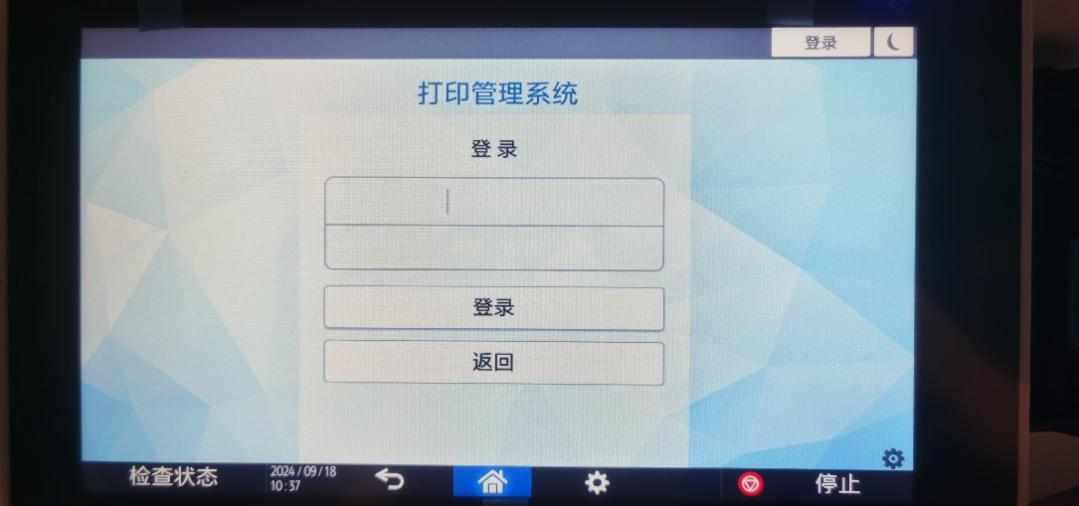 登录
打印管理系统
登录
登录
返回
检查状态
2024/09/18
10:37
停止